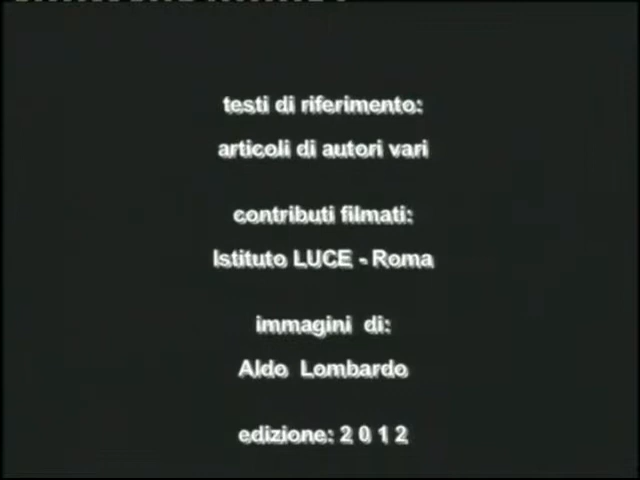 testi di riferimento:
articoli di autori vari
contributi filmati:
Istituto LUCE - Roma
immagini  di:
Aldo  Lombardo
edizione: 2 0 1 2